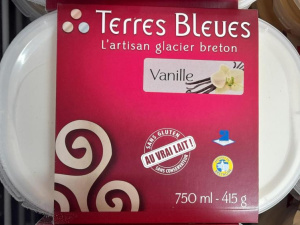 TERRES BLEUES
L'artisan glacier breton
Vanille
SANS GLUTEN
AU VRAI LAIT !
SANS CONSERVATEUR
750 ml - 415 g